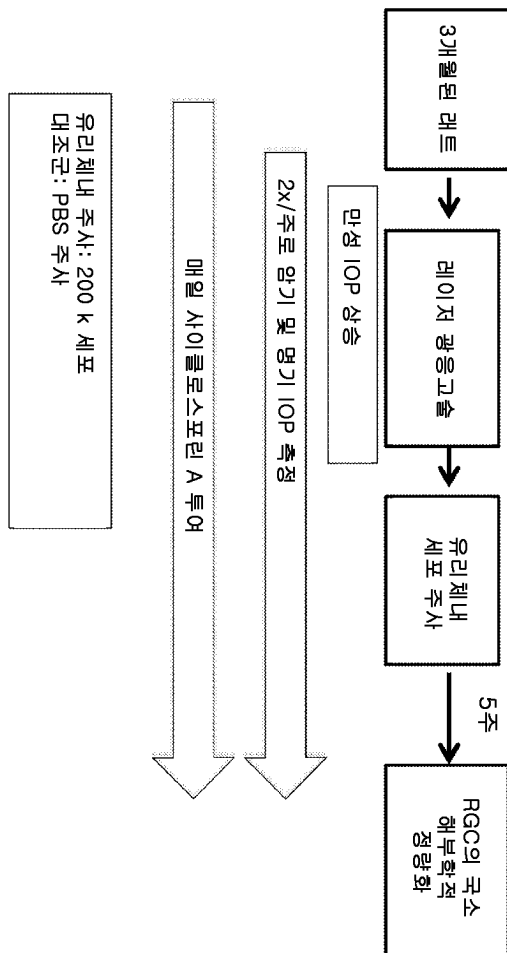 3개월된 래트
레이저 광응고술
유리체내
세포 주사
5주
RGC의 국소
해부학적
정량화
만성 IOP 상승
2x/주로 암기 및 명기 IOP 측정
매일 사이클로스포린 A 투여
유리체내 주사: 200 k 세포
대조군: PBS 주사